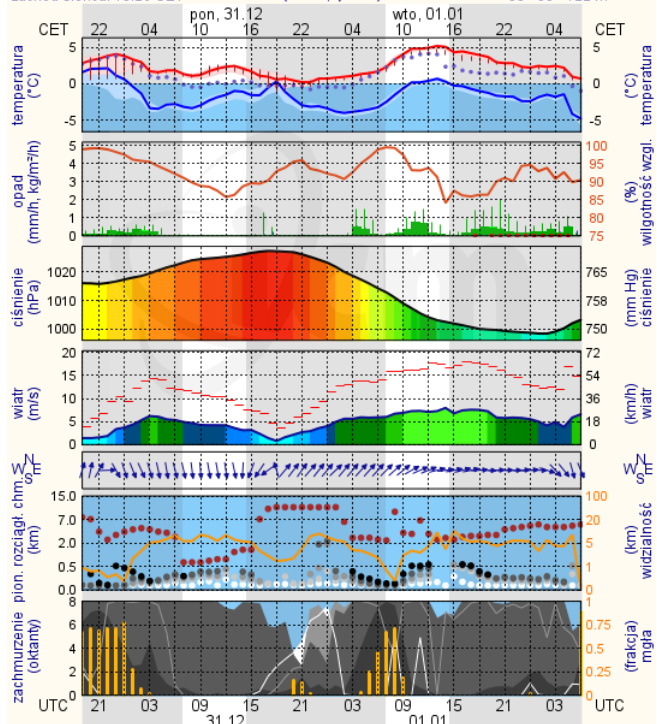 pon, 31.12 wto, 01.01
CET 22 04 10 16 22 04 10 16 22 04 CET
temperatura (°C)
5 0 -5
5 0 -5
temperatura (°C)
opad (mm/h, kg/m²/h)
5 4 3 2 1 0
100 95 90 85 80 75
(%) wilgotność wzgl.
ciśnienie (hPa)
1020 1010 1000
765 758 750
(mm Hg) ciśnienie
wiatr (m/s)
20 15 10 5 0
72 54 36 18 0
(km/h) wiatr
N W E S
N W E S
pion. rozciągł. chm. (km)
15.0 7.0 2.0 0.5 0.0
100 20 5 1 0
(km) widzialność
zachmurzenie (oktanty)
8 6 4 2 0
1 0.75 0.5 0.25 0
(frakcja) mgła
UTC 21 03 09 15 21 03 09 15 21 03 UTC
31.12 01.01